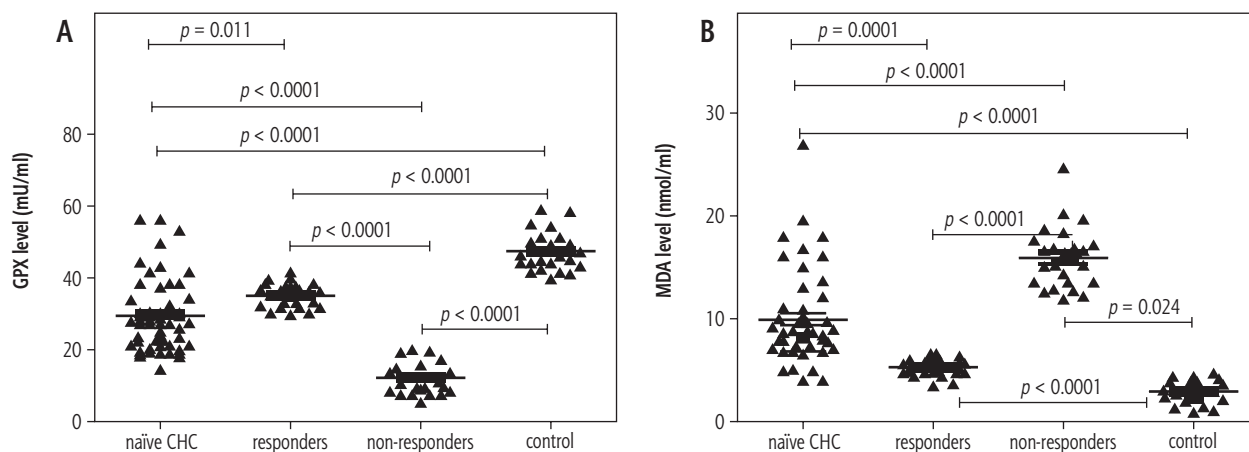 A
p = 0.011
p < 0.0001
p < 0.0001
p < 0.0001
p < 0.0001
p < 0.0001
GPX level (mU/ml)
80
60
40
20
0
naïve CHC responders non-responders control
B
p = 0.0001
p < 0.0001
p < 0.0001
p < 0.0001
p = 0.024
p < 0.0001
MDA level (nmol/ml)
30
20
10
0
naïve CHC responders non-responders control